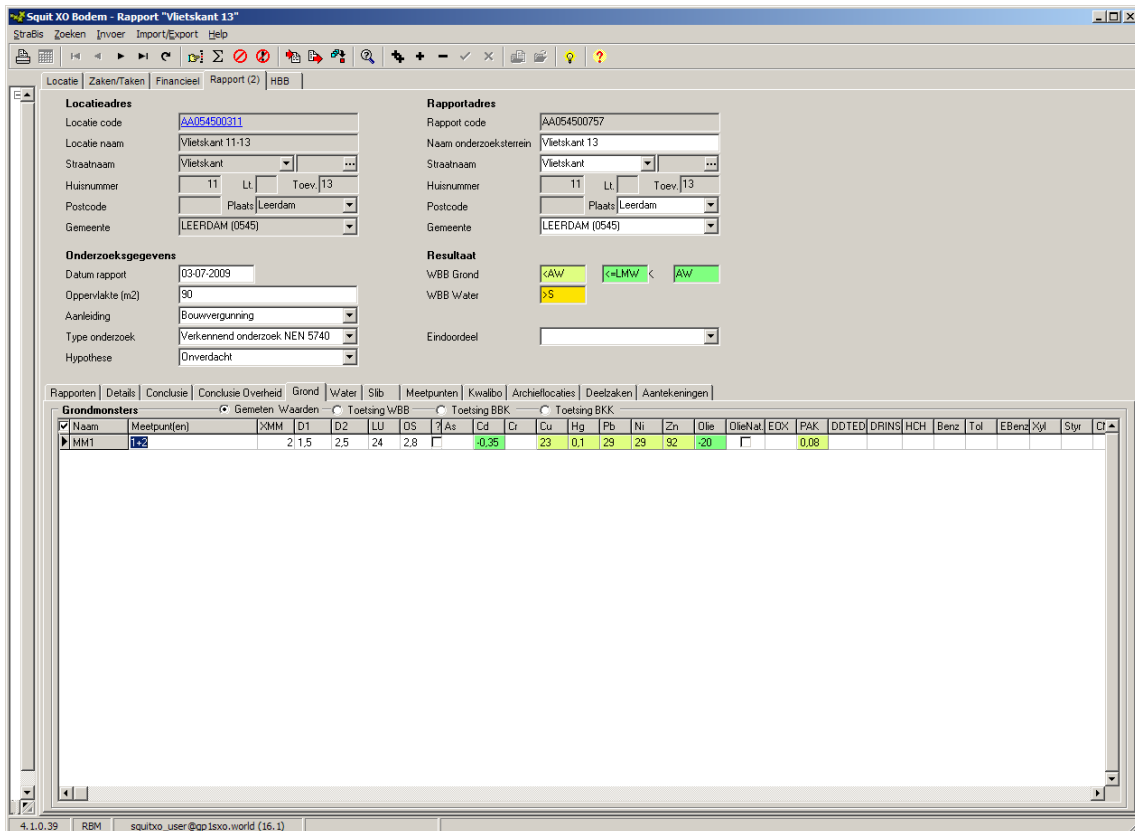 Squit XO Bodem - Rapport "Vlietskant 13"
StraBis Zoeken Invoer Import/Export Help
Locatie Zaken/Taken Financieel Rapport (2) HBB
Locatieadres
Locatie code AA054500311
Locatie naam Vlietskant 11-13
Straatnaam Vlietskant ...
Huisnummer 11 Lt. Toev. 13
Postcode Plaats Leerdam
Gemeente LEERDAM (0545)
Rapportadres
Rapport code AA054500757
Naam onderzoeksterrein Vlietskant 13
Straatnaam Vlietskant ...
Huisnummer 11 Lt. Toev. 13
Postcode Plaats Leerdam
Gemeente LEERDAM (0545)
Onderzoeksgegevens
Datum rapport 03-07-2009
Oppervlakte (m2) 90
Aanleiding Bouwvergunning
Type onderzoek Verkennend onderzoek NEN 5740
Hypothese Onverdacht
Resultaat
WBB Grond <AW <=LMW < AW
WBB Water >S
Eindoordeel
Rapporten Details Conclusie Conclusie Overheid Grond Water Slib Meetpunten Kwalibo Archieflocaties Deelzaken Aantekeningen
Grondmonsters Gemeten Waarden Toetsing WBB Toetsing BBK Toetsing BKK
Naam Meetpunt(en) XMM D1 D2 LU OS ? As Cd Cr Cu Hg Pb Ni Zn Olie OlieNat. EOX PAK DDTED DRINS HCH Benz Tol EBenz Xyl Styr
MM1 1+2 2 1,5 2,5 24 2,8 -0,35 23 0,1 29 29 92 -20 0,08
4.1.0.39 RBM squitxo_user@gp1sxo.world (16.1)